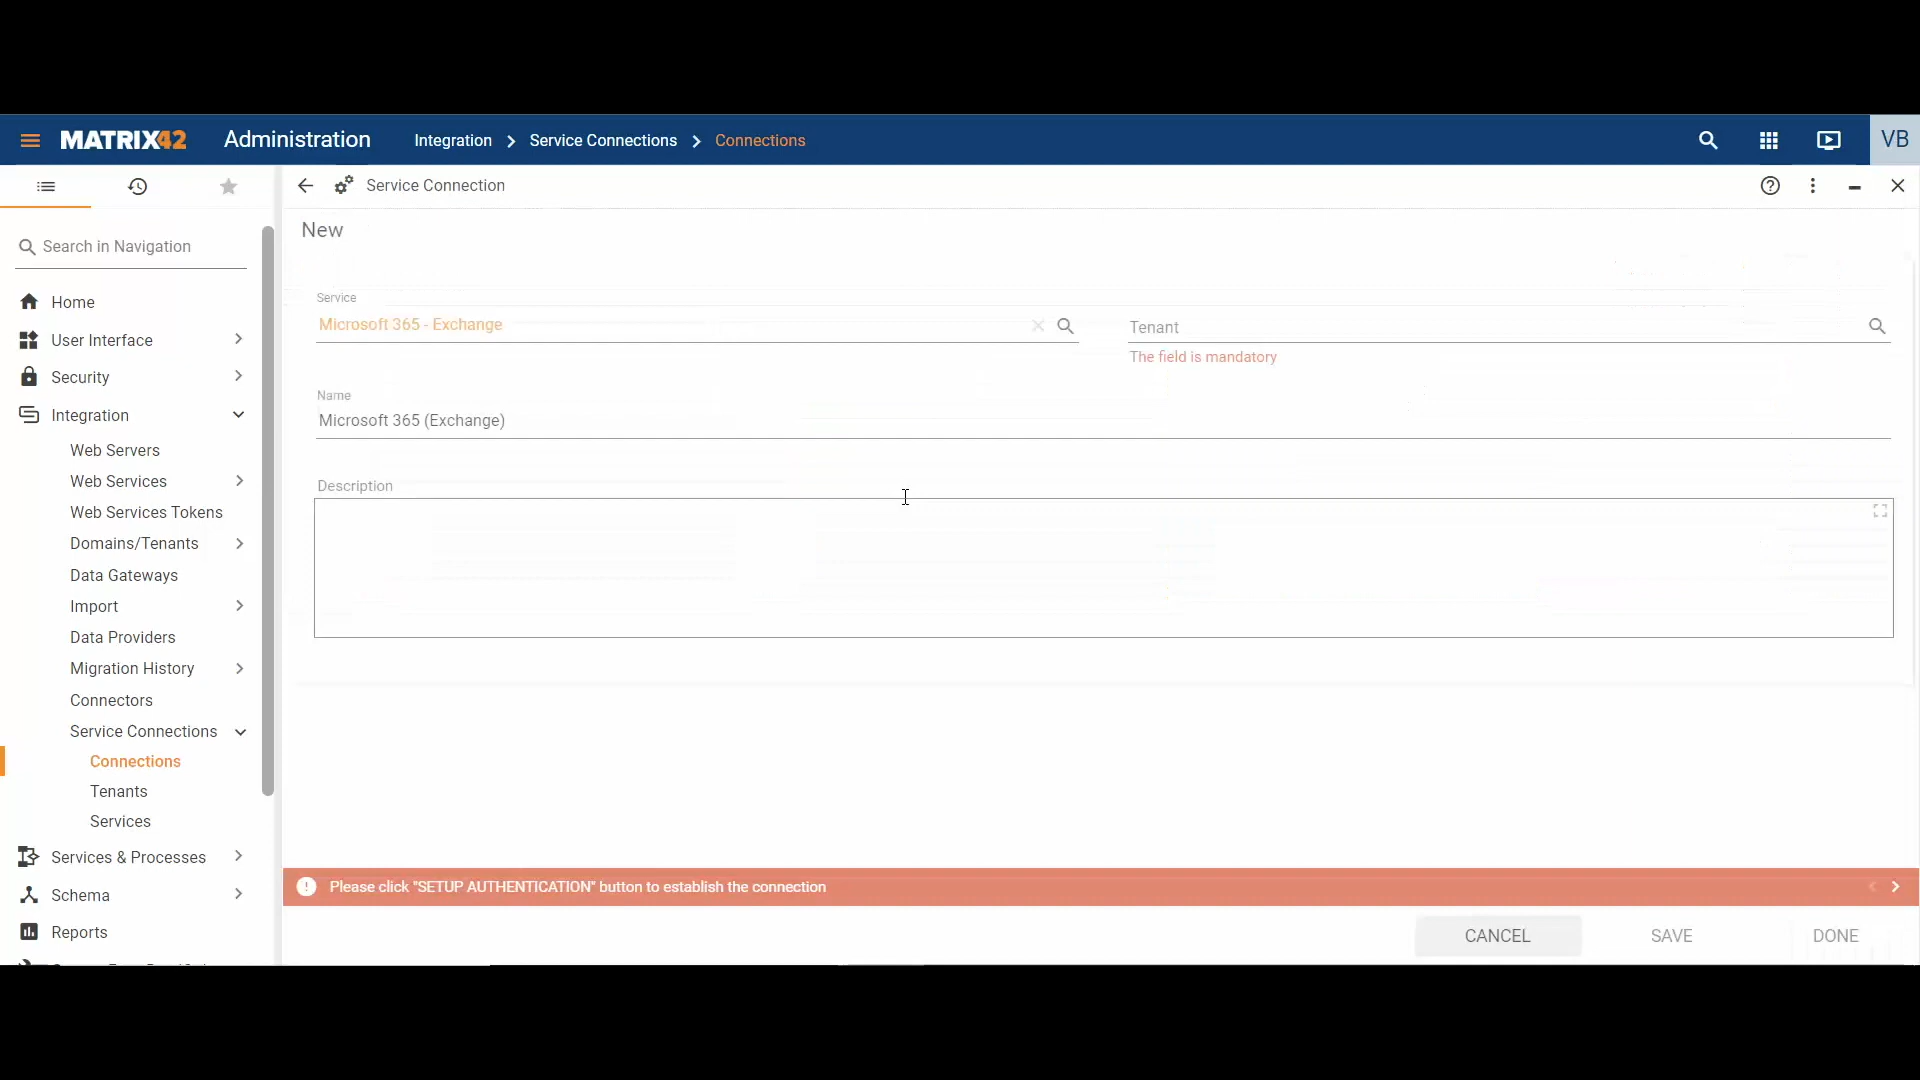 MATRIX42 Administration Integration Service Connections Connections VB
Service Connection
Search in Navigation
Home
User Interface
Security
Integration
Web Servers
Web Services
Web Services Tokens
Domains/Tenants
Data Gateways
Import
Data Providers
Migration History
Connectors
Service Connections
Connections
Tenants
Services
Services & Processes
Schema
Reports
New
Service
Microsoft 365 - Exchange
Tenant
The field is mandatory
Name
Microsoft 365 (Exchange)
Description
Please click "SETUP AUTHENTICATION" button to establish the connection
CANCEL SAVE DONE